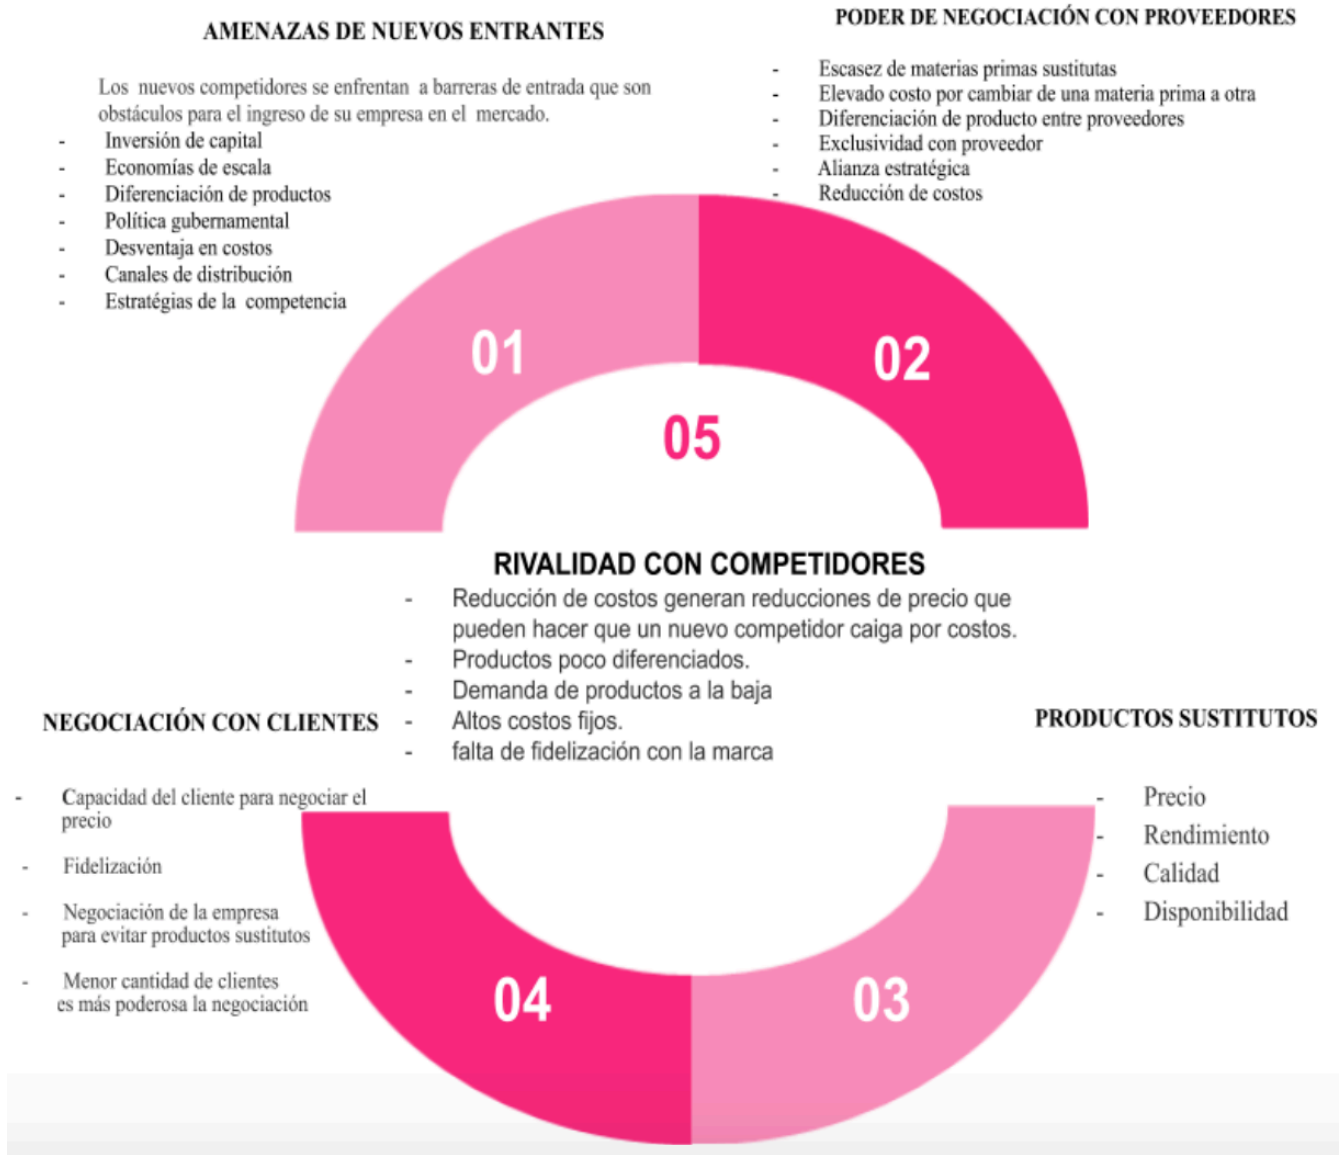 AMENAZAS DE NUEVOS ENTRANTES
Los nuevos competidores se enfrentan a barreras de entrada que son
obstáculos para el ingreso de su empresa en el mercado.
- Inversión de capital
- Economías de escala
- Diferenciación de productos
- Política gubernamental
- Desventaja en costos
- Canales de distribución
- Estratégias de la competencia
PODER DE NEGOCIACIÓN CON PROVEEDORES
- Escasez de materias primas sustitutas
- Elevado costo por cambiar de una materia prima a otra
- Diferenciación de producto entre proveedores
- Exclusividad con proveedor
- Alianza estratégica
- Reducción de costos
01
02
05
RIVALIDAD CON COMPETIDORES
- Reducción de costos generan reducciones de precio que
pueden hacer que un nuevo competidor caiga por costos.
- Productos poco diferenciados.
- Demanda de productos a la baja
- Altos costos fijos.
- falta de fidelización con la marca
NEGOCIACIÓN CON CLIENTES
- Capacidad del cliente para negociar el
precio
- Fidelización
- Negociación de la empresa
para evitar productos sustitutos
- Menor cantidad de clientes
es más poderosa la negociación
PRODUCTOS SUSTITUTOS
- Precio
- Rendimiento
- Calidad
- Disponibilidad
04
03